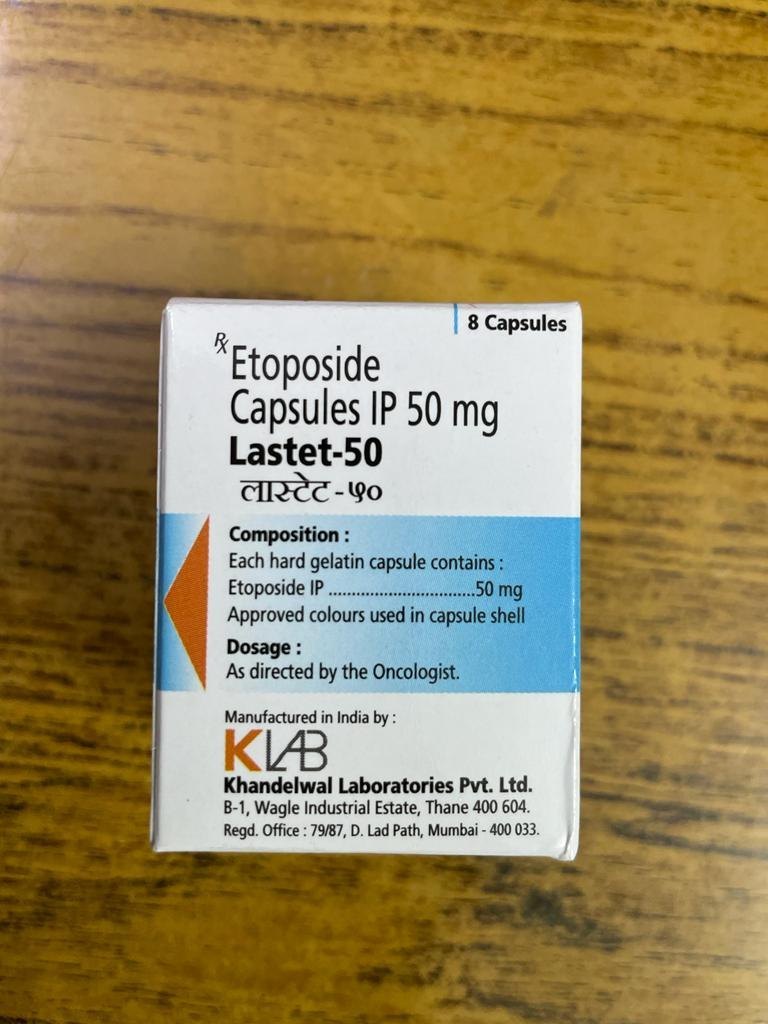 8 Capsules
Rx Etoposide
Capsules IP 50 mg
Lastet-50
लास्टेट - ५०
Composition :
Each hard gelatin capsule contains :
Etoposide IP ................................50 mg
Approved colours used in capsule shell
Dosage :
As directed by the Oncologist.
Manufactured in India by :
KLAB
Khandelwal Laboratories Pvt. Ltd.
B-1, Wagle Industrial Estate, Thane 400 604.
Regd. Office : 79/87, D. Lad Path, Mumbai - 400 033.